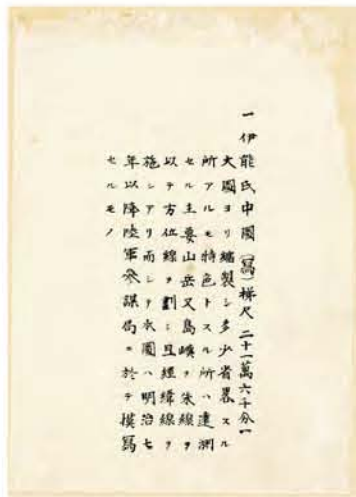 一伊能氏中圖(寫)梯尺二十一萬六千分一
大圖ヨリ編製シ多少省畧スル
所アルモ特色トスル所ハ遠測
セル主要山岳又島嶼ヲ朱線ヲ
以テ方位線ヲ劃シ且經緯線ヲ
施シアリ而シテ本圖ハ明治七
年以降陸軍參謀局ニ於テ模寫
セルモノ